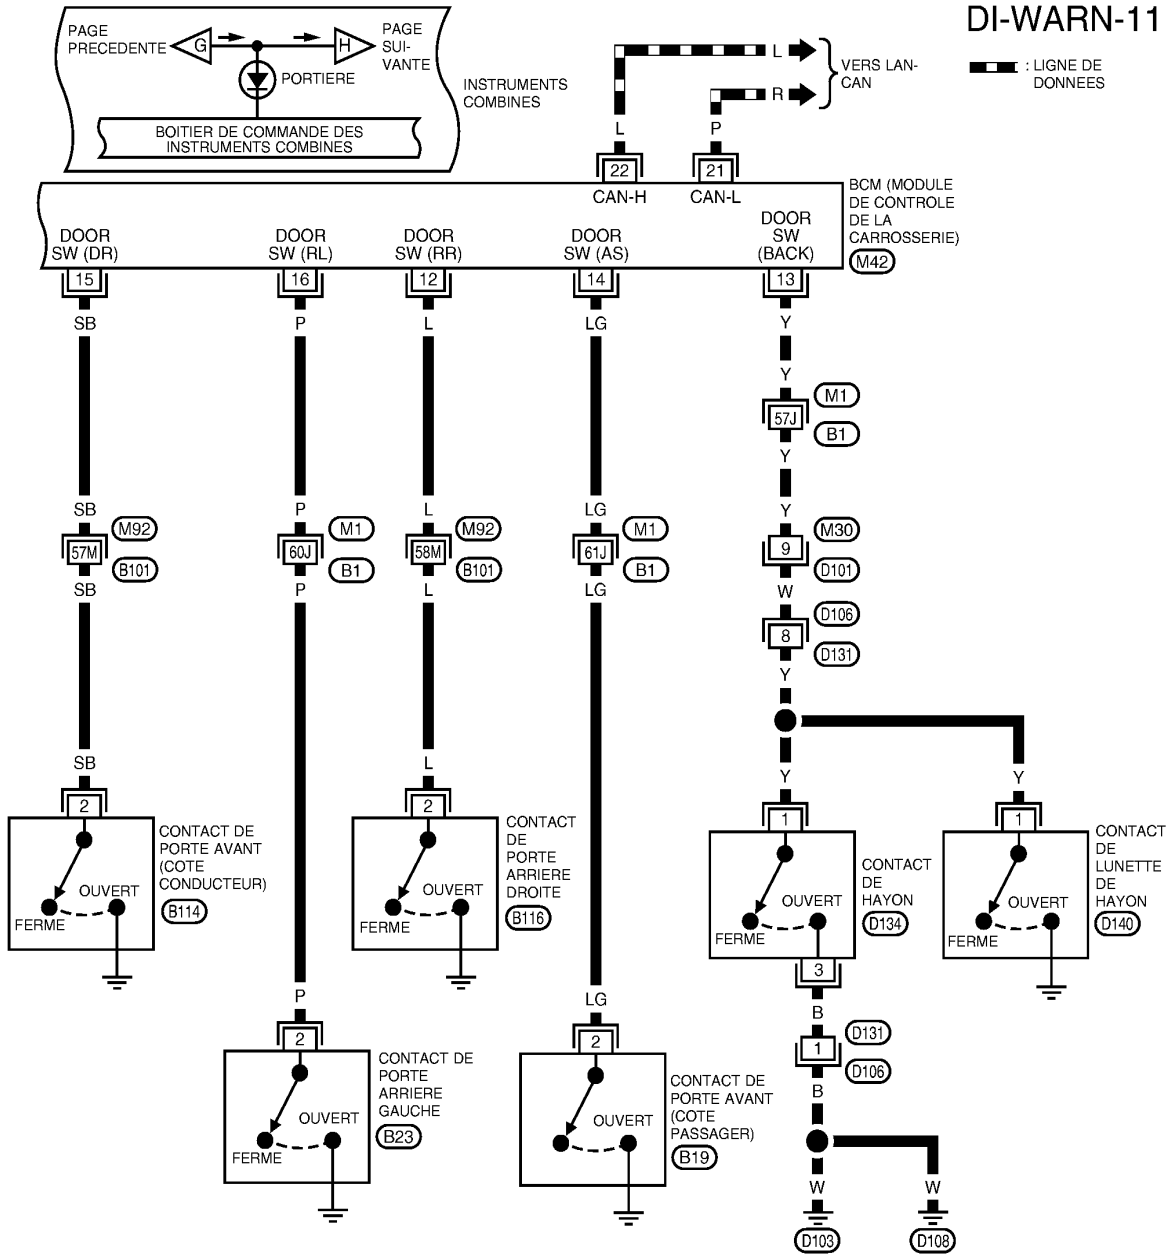 DI-WARN-11
PAGE
PRECEDENTE
G
H
PAGE
SUI-
VANTE
PORTIERE
BOITIER DE COMMANDE DES
INSTRUMENTS COMBINES
INSTRUMENTS
COMBINES
L
R
VERS LAN-
CAN
: LIGNE DE
DONNEES
L
P
22
21
CAN-H
CAN-L
BCM (MODULE
DE CONTROLE
DE LA
CARROSSERIE)
M42
DOOR
SW (DR)
DOOR
SW (RL)
DOOR
SW (RR)
DOOR
SW (AS)
DOOR
SW
(BACK)
15
16
12
14
13
SB
P
L
LG
Y
Y
57J
M1
B1
Y
SB
P
L
LG
Y
57M
M92
B101
60J
M1
B1
58M
M92
B101
61J
M1
B1
9
M30
D101
SB
P
L
LG
W
8
D106
D131
Y
SB
L
Y
Y
2
2
1
1
CONTACT DE
PORTE AVANT
(COTE
CONDUCTEUR)
B114
OUVERT
FERME
CONTACT
DE
PORTE
ARRIERE
DROITE
B116
OUVERT
FERME
CONTACT
DE
HAYON
D134
OUVERT
FERME
CONTACT
DE
LUNETTE
DE
HAYON
D140
OUVERT
FERME
3
P
LG
B
2
2
1
D131
D106
CONTACT DE
PORTE
ARRIERE
GAUCHE
B23
OUVERT
FERME
CONTACT DE
PORTE AVANT
(COTE
PASSAGER)
B19
OUVERT
B
W
W
D103
D108